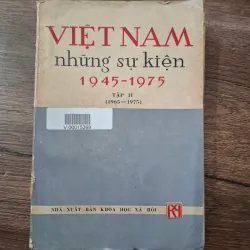 VIỆT NAM
những sự kiện
1945-1975
TẬP II
(1965—1975)
NHÀ XUẤT BẢN KHOA HỌC XÃ HỘI